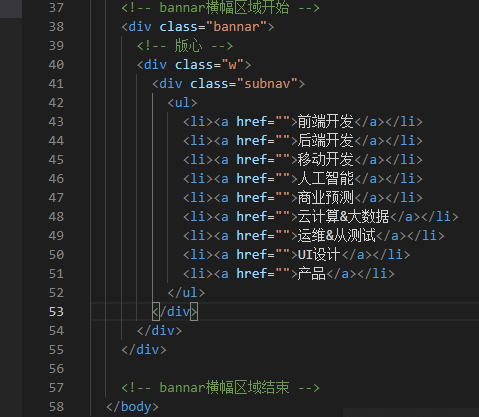 37 <!-- bannar横幅区域开始 -->
38 <div class="bannar">
39 <!-- 版心 -->
40 <div class="w">
41 <div class="subnav">
42 <ul>
43 <li><a href="">前端开发</a></li>
44 <li><a href="">后端开发</a></li>
45 <li><a href="">移动开发</a></li>
46 <li><a href="">人工智能</a></li>
47 <li><a href="">商业预测</a></li>
48 <li><a href="">云计算&大数据</a></li>
49 <li><a href="">运维&从测试</a></li>
50 <li><a href="">UI设计</a></li>
51 <li><a href="">产品</a></li>
52 </ul>
53 </div>
54 </div>
55 </div>
56
57 <!-- bannar横幅区域结束 -->
58 </body>